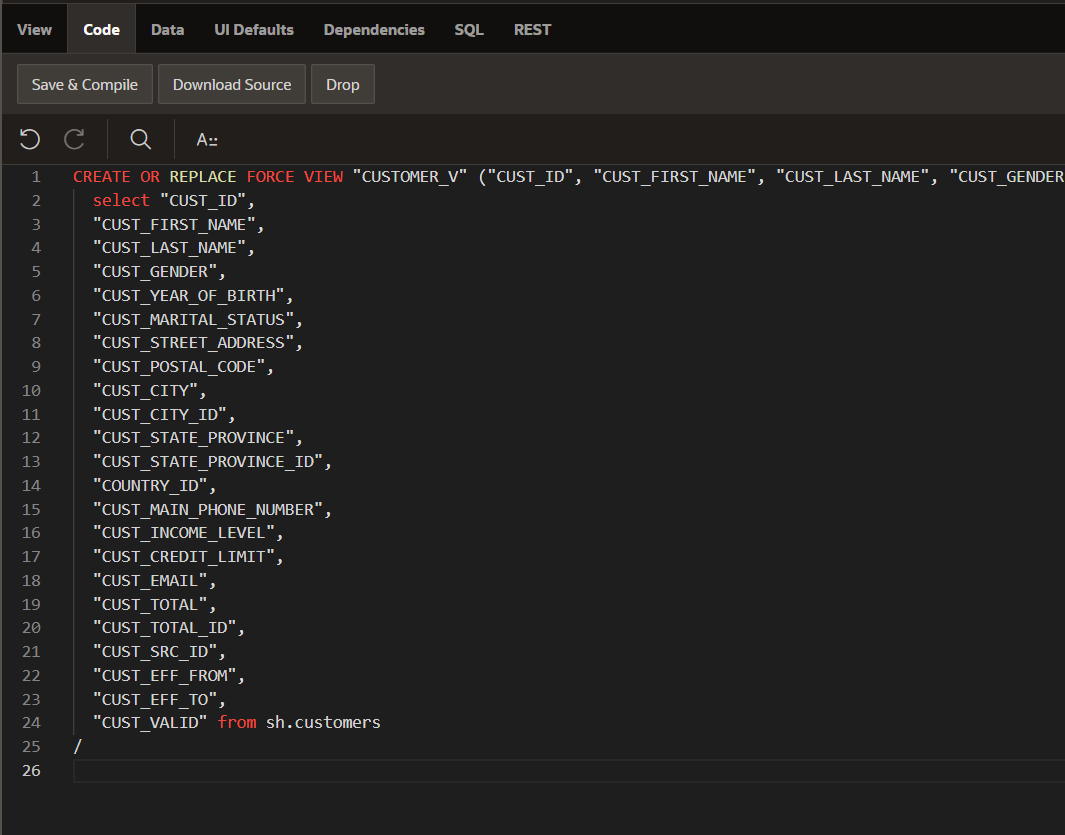 View Code Data UI Defaults Dependencies SQL REST
Save & Compile Download Source Drop
A::
1 CREATE OR REPLACE FORCE VIEW "CUSTOMER_V" ("CUST_ID", "CUST_FIRST_NAME", "CUST_LAST_NAME", "CUST_GENDER
2 select "CUST_ID",
3 "CUST_FIRST_NAME",
4 "CUST_LAST_NAME",
5 "CUST_GENDER",
6 "CUST_YEAR_OF_BIRTH",
7 "CUST_MARITAL_STATUS",
8 "CUST_STREET_ADDRESS",
9 "CUST_POSTAL_CODE",
10 "CUST_CITY",
11 "CUST_CITY_ID",
12 "CUST_STATE_PROVINCE",
13 "CUST_STATE_PROVINCE_ID",
14 "COUNTRY_ID",
15 "CUST_MAIN_PHONE_NUMBER",
16 "CUST_INCOME_LEVEL",
17 "CUST_CREDIT_LIMIT",
18 "CUST_EMAIL",
19 "CUST_TOTAL",
20 "CUST_TOTAL_ID",
21 "CUST_SRC_ID",
22 "CUST_EFF_FROM",
23 "CUST_EFF_TO",
24 "CUST_VALID" from sh.customers
25 /
26